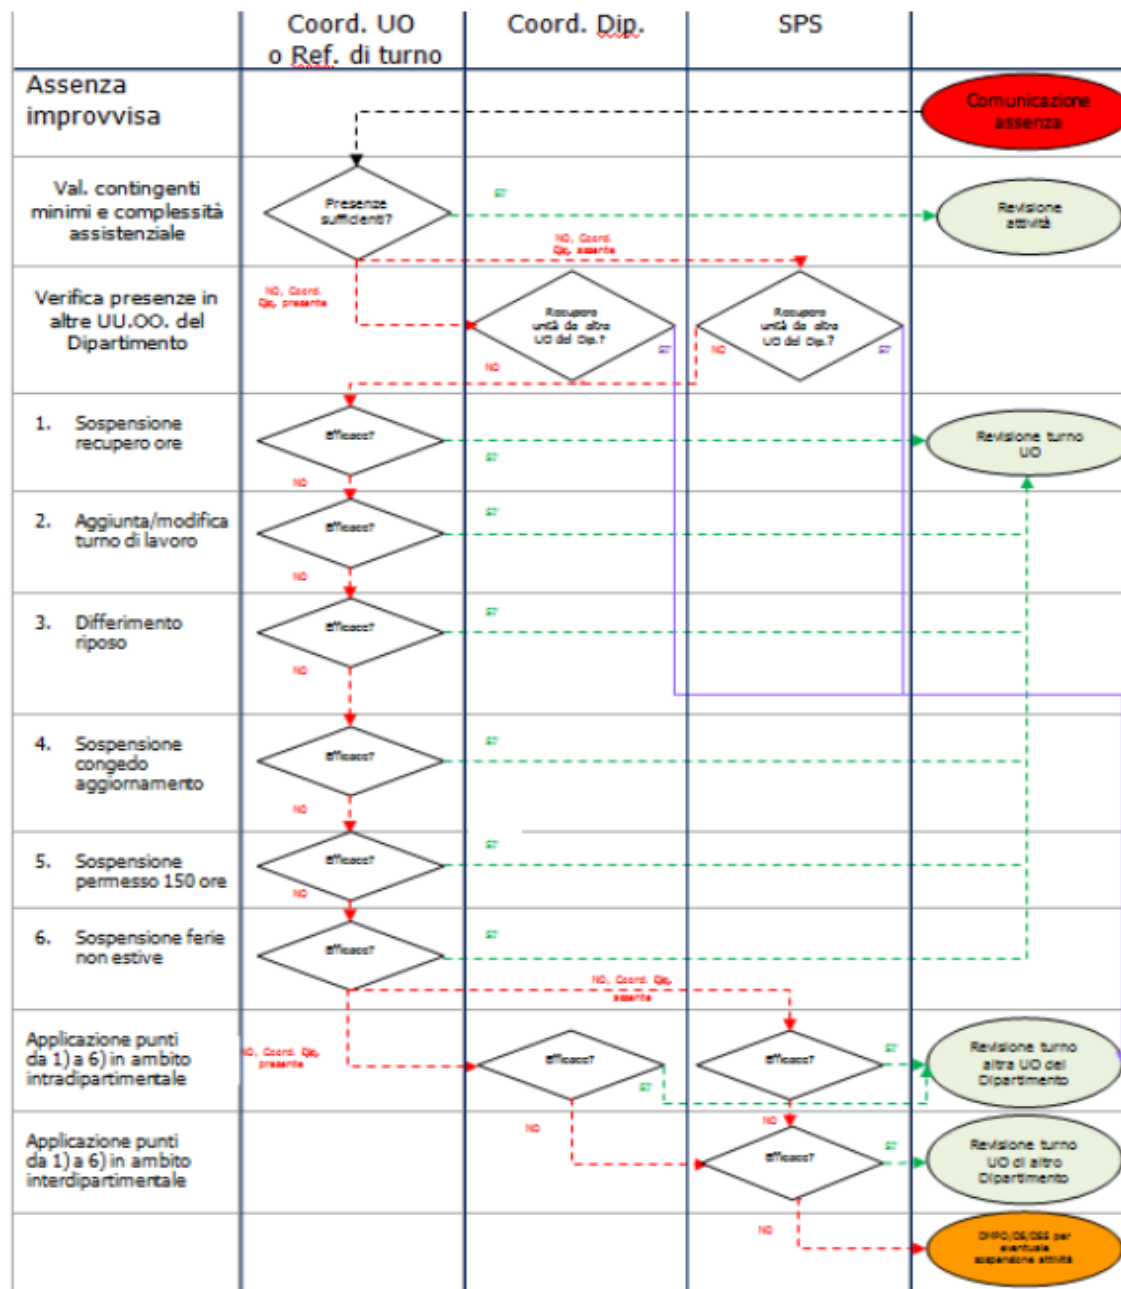 Coord. UO
o Ref. di turno
Coord. Dip.
SPS
Assenza
improvvisa
Comunicazione
assenza
Val. contingenti
minimi e complessità
assistenziale
Presenze
sufficienti?
SI'
Revisione
attività
NO, Coord.
Dip. assente
NO, Coord.
Dip. presente
Verifica presenze in
altre UU.OO. del
Dipartimento
Recupero
unità da altra
UO del Dip.?
SI'
NO
Recupero
unità da altra
UO del Dip.?
NO
SI'
1. Sospensione
recupero ore
Efficace?
SI'
NO
Revisione turno
UO
2. Aggiunta/modifica
turno di lavoro
Efficace?
SI'
NO
3. Differimento
riposo
Efficace?
SI'
NO
4. Sospensione
congedo
aggiornamento
Efficace?
SI'
NO
5. Sospensione
permesso 150 ore
Efficace?
SI'
NO
6. Sospensione ferie
non estive
Efficace?
SI'
NO, Coord. Dip.
assente
NO, Coord. Dip.
presente
Applicazione punti
da 1) a 6) in ambito
intradipartimentale
Efficace?
SI'
NO
Efficace?
SI'
NO
Revisione turno
altra UO del
Dipartimento
Applicazione punti
da 1) a 6) in ambito
interdipartimentale
Efficace?
SI'
NO
Revisione turno
UO di altro
Dipartimento
per
eventuale
sospensione attività